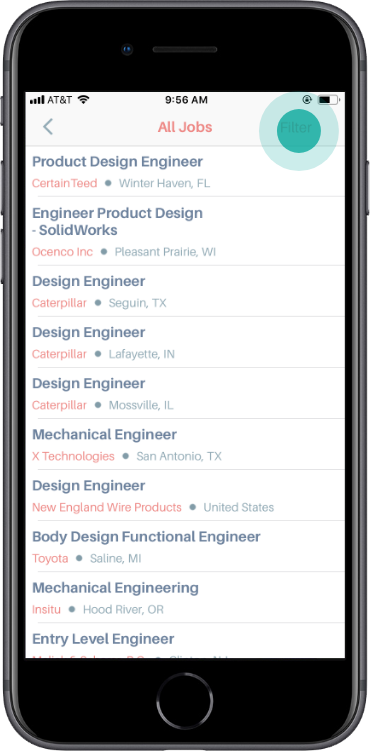 AT&T 9:56 AM
All Jobs Filter
Product Design Engineer
CertainTeed ● Winter Haven, FL
Engineer Product Design
- SolidWorks
Ocenco Inc ● Pleasant Prairie, WI
Design Engineer
Caterpillar ● Seguin, TX
Design Engineer
Caterpillar ● Lafayette, IN
Design Engineer
Caterpillar ● Mossville, IL
Mechanical Engineer
X Technologies ● San Antonio, TX
Design Engineer
New England Wire Products ● United States
Body Design Functional Engineer
Toyota ● Saline, MI
Mechanical Engineering
Insitu ● Hood River, OR
Entry Level Engineer